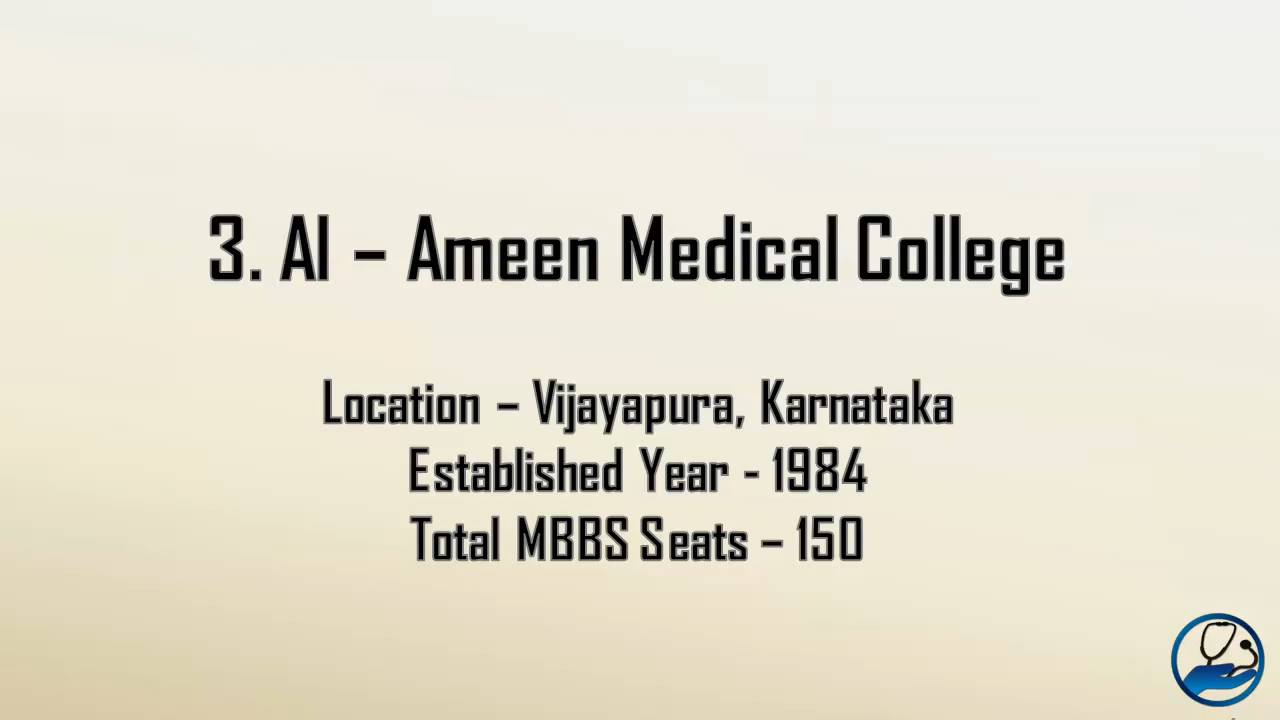 3. Al – Ameen Medical College
Location – Vijayapura, Karnataka
Established Year - 1984
Total MBBS Seats – 150